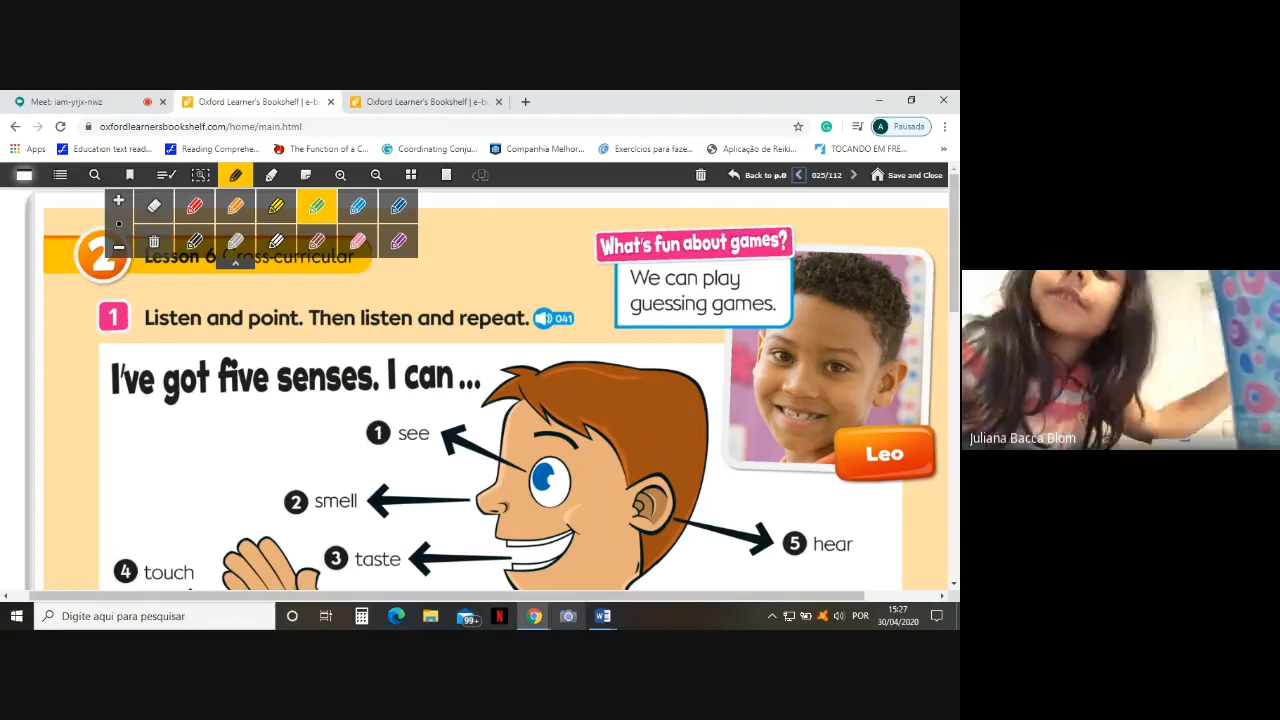 Meet: iam-yrjx-nwz
Oxford Learner's Bookshelf | e-b
Oxford Learner's Bookshelf | e-b
oxfordlearnersbookshelf.com/home/main.html
A Pausada
Apps
Education text read...
Reading Comprehe...
The Function of a C...
Coordinating Conju...
Companhia Melhor...
Exercícios para faze...
Aplicação de Reiki...
TOCANDO EM FRE...
»
Back to p.0
025/112
Save and Close
2
Lesson 6 Cross-curricular
What's fun about games?
We can play
guessing games.
1 Listen and point. Then listen and repeat. 041
I've got five senses. I can ...
Leo
1 see
2 smell
3 taste
4 touch
5 hear
Juliana Bacca Blom
Digite aqui para pesquisar
99+
N
W
POR
15:27
30/04/2020